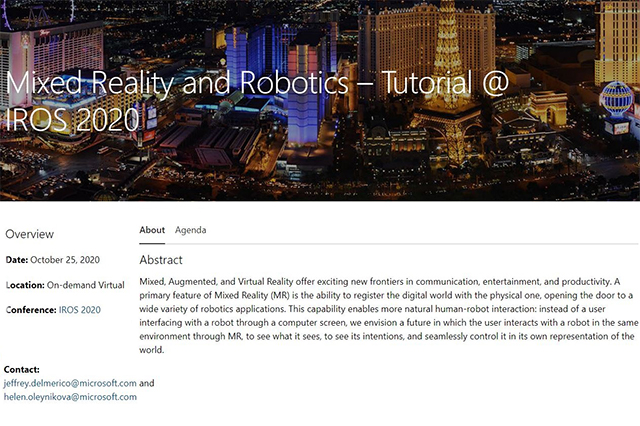 Mixed Reality and Robotics – Tutorial @
IROS 2020
Overview
Date: October 25, 2020
Location: On-demand Virtual
Conference: IROS 2020
Contact:
jeffrey.delmerico@microsoft.com and
helen.oleynikova@microsoft.com
About Agenda
Abstract
Mixed, Augmented, and Virtual Reality offer exciting new frontiers in communication, entertainment, and productivity. A
primary feature of Mixed Reality (MR) is the ability to register the digital world with the physical one, opening the door to a
wide variety of robotics applications. This capability enables more natural human-robot interaction: instead of a user
interfacing with a robot through a computer screen, we envision a future in which the user interacts with a robot in the same
environment through MR, to see what it sees, to see its intentions, and seamlessly control it in its own representation of the
world.